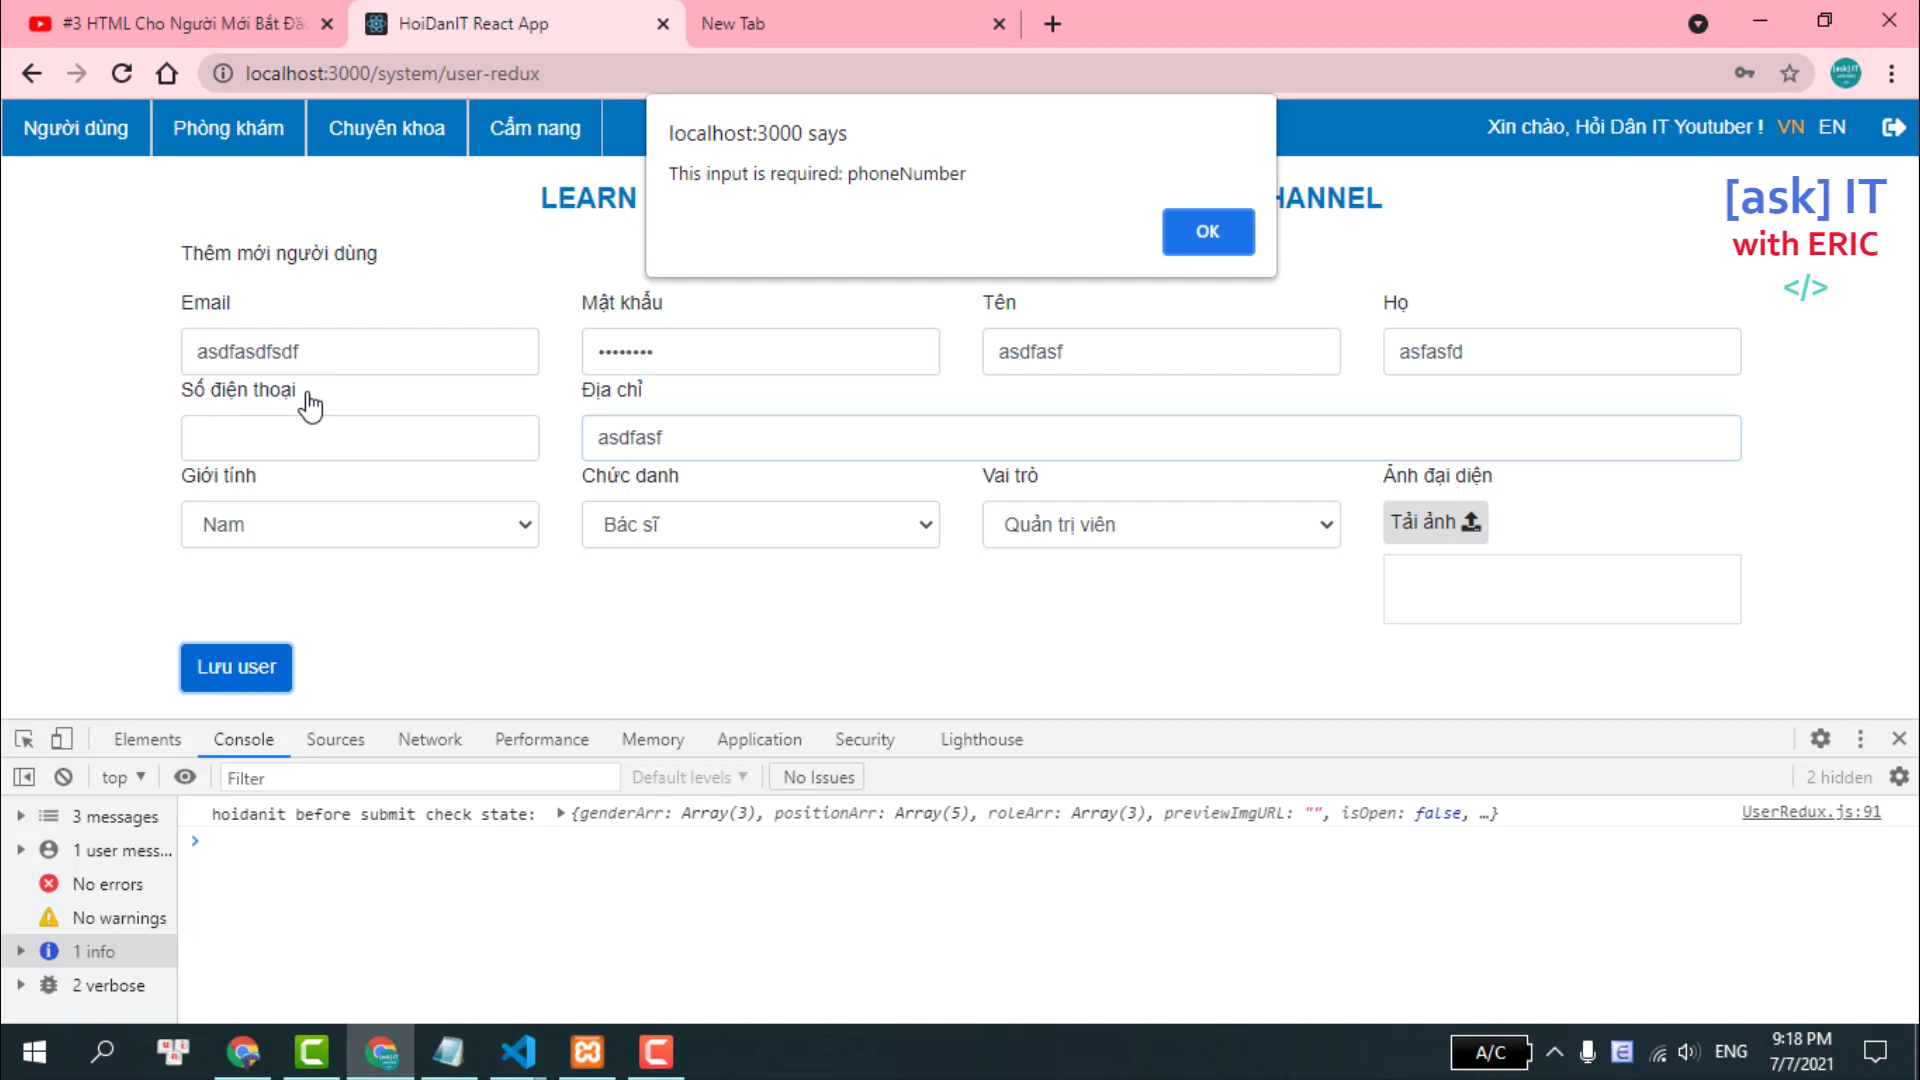 #3 HTML Cho Người Mới Bắt Đầu
HoiDanIT React App
New Tab
localhost:3000/system/user-redux
Người dùng
Phòng khám
Chuyên khoa
Cẩm nang
Xin chào, Hỏi Dân IT Youtuber !
VN
EN
localhost:3000 says
This input is required: phoneNumber
OK
LEARN
HANNEL
[ask] IT
with ERIC
</>
Thêm mới người dùng
Email
Mật khẩu
Tên
Họ
asdfasdfsdf
••••••••
asdfasf
asfasfd
Số điện thoại
Địa chỉ
asdfasf
Giới tính
Chức danh
Vai trò
Ảnh đại diện
Nam
Bác sĩ
Quản trị viên
Tải ảnh
Lưu user
Elements
Console
Sources
Network
Performance
Memory
Application
Security
Lighthouse
top
Filter
Default levels
No Issues
2 hidden
3 messages
1 user mess...
No errors
No warnings
1 info
2 verbose
hoidanit before submit check state: {genderArr: Array(3), positionArr: Array(5), roleArr: Array(3), previewImgURL: "", isOpen: false, …}
UserRedux.js:91
A/C
ENG
9:18 PM
7/7/2021